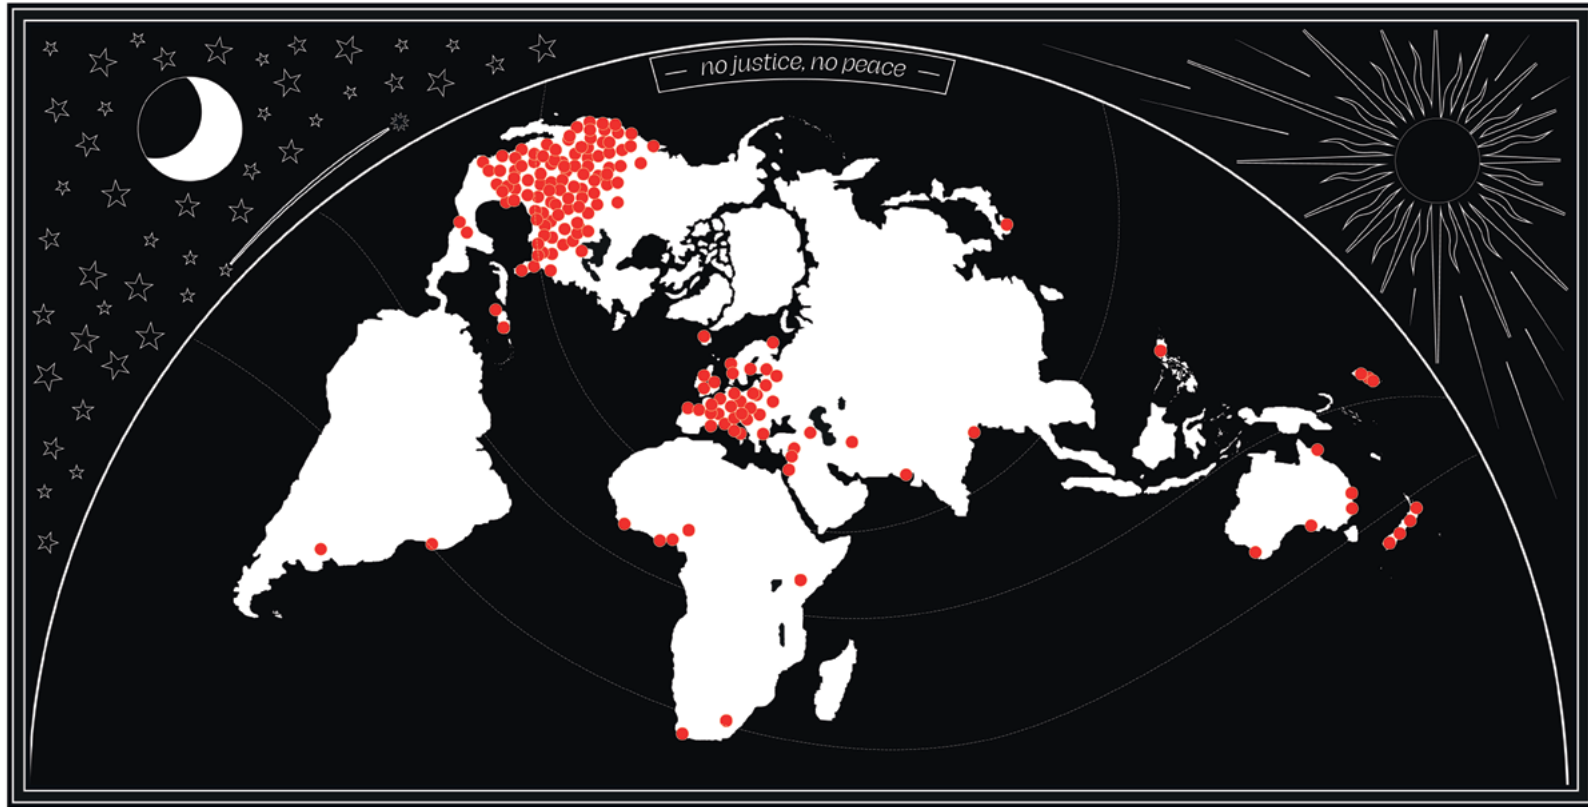 — no justice, no peace —